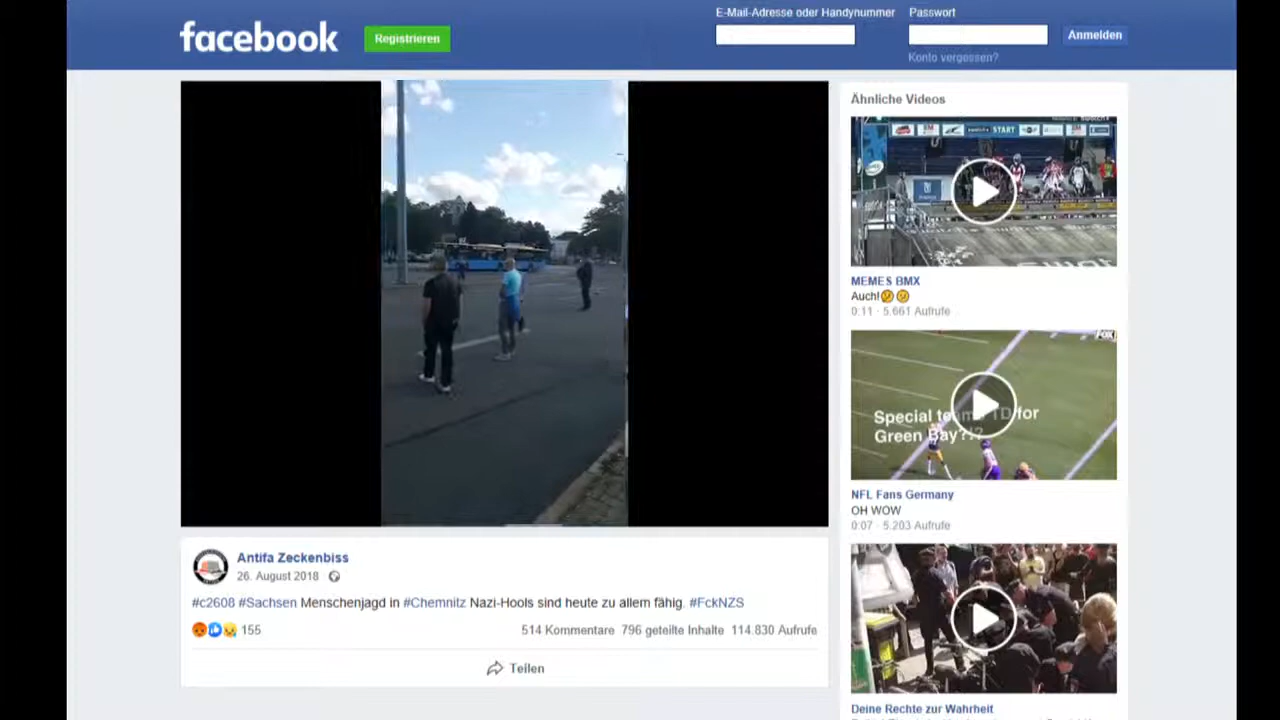 facebook
Registrieren
E-Mail-Adresse oder Handynummer
Passwort
Anmelden
Konto vergessen?
Antifa Zeckenbiss
26. August 2018
#c2608 #Sachsen Menschenjagd in #Chemnitz Nazi-Hools sind heute zu allem fähig. #FckNZS
155
514 Kommentare 796 geteilte Inhalte 114.830 Aufrufe
Teilen
Ähnliche Videos
START
MEMES BMX
Auch!
0:11 · 5.661 Aufrufe
FOX
Special TD for
Green Bay?!?
NFL Fans Germany
OH WOW
0:07 · 5.203 Aufrufe
Deine Rechte zur Wahrheit